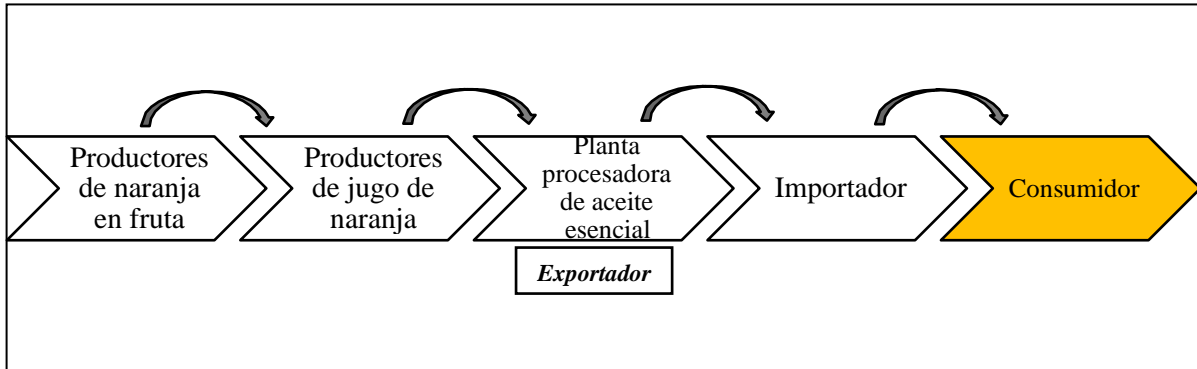 Productores
de naranja
en fruta
Productores
de jugo de
naranja
Planta
procesadora
de aceite
esencial
Importador
Consumidor
Exportador